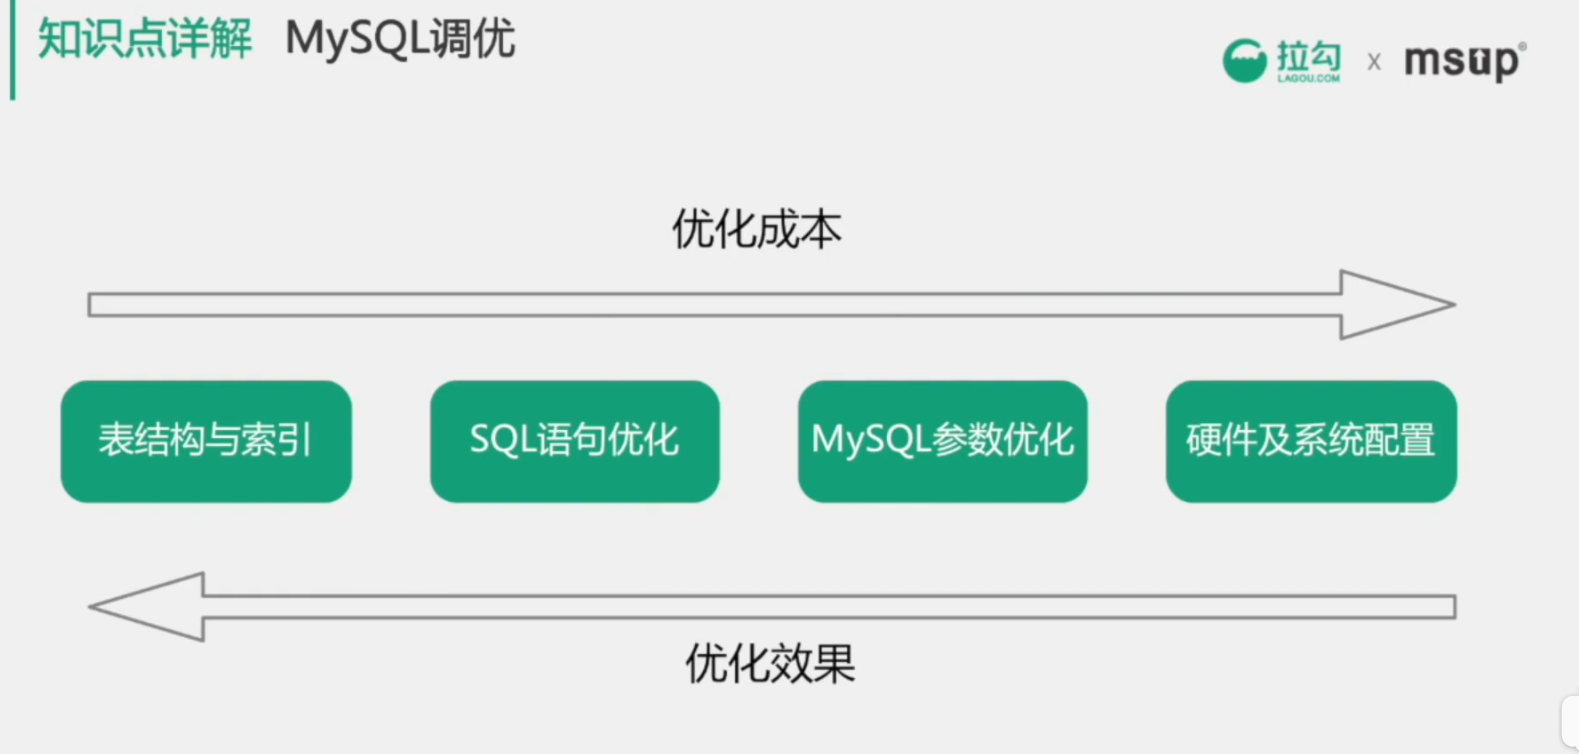 知识点详解 MySQL调优
拉勾 LAGOU.COM x msup®
优化成本
表结构与索引
SQL语句优化
MySQL参数优化
硬件及系统配置
优化效果